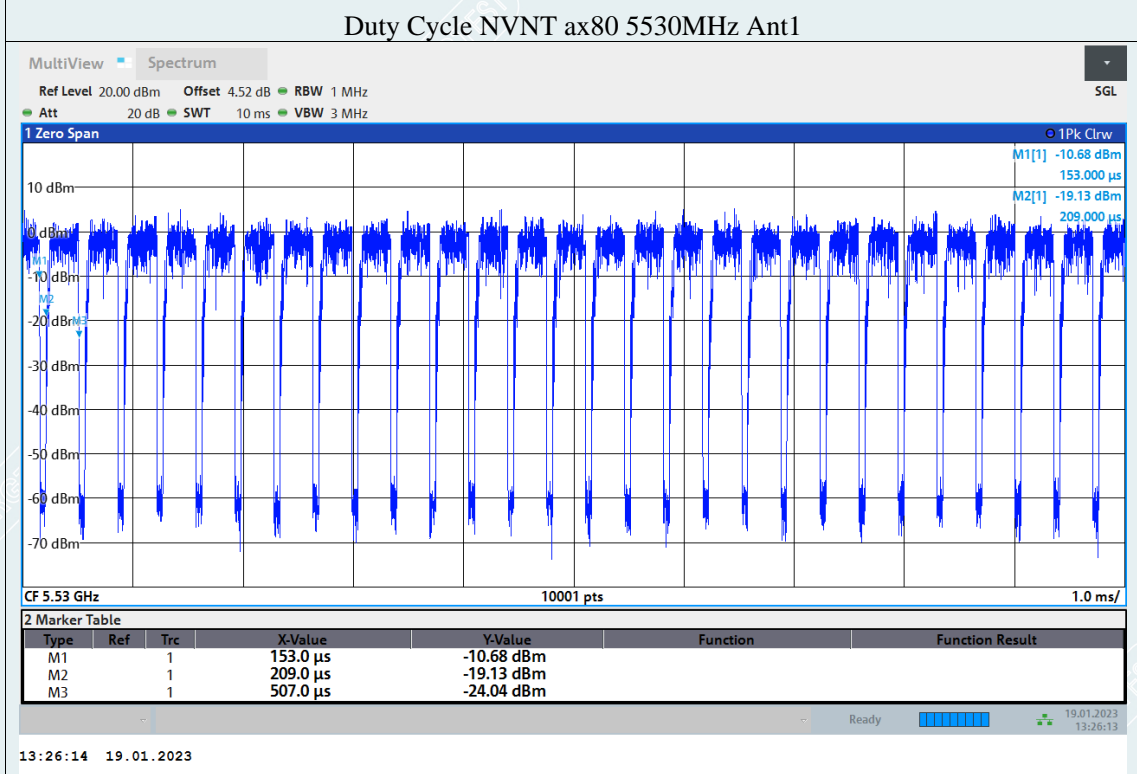 Duty Cycle NVNT ax80 5530MHz Ant1
MultiView Spectrum
Ref Level 20.00 dBm Offset 4.52 dB RBW 1 MHz
SGL
Att 20 dB SWT 10 ms VBW 3 MHz
1 Zero Span 1Pk Clrw
M1[1] -10.68 dBm
153.000 µs
M2[1] -19.13 dBm
209.000 µs
10 dBm
0 dBm
M1
-10 dBm
M2
-20 dBm M3
-30 dBm
-40 dBm
-50 dBm
-60 dBm
-70 dBm
CF 5.53 GHz 10001 pts 1.0 ms/
2 Marker Table
Type Ref Trc X-Value Y-Value Function Function Result
M1 1 153.0 µs -10.68 dBm
M2 1 209.0 µs -19.13 dBm
M3 1 507.0 µs -24.04 dBm
Ready 19.01.2023
13:26:13
13:26:14 19.01.2023